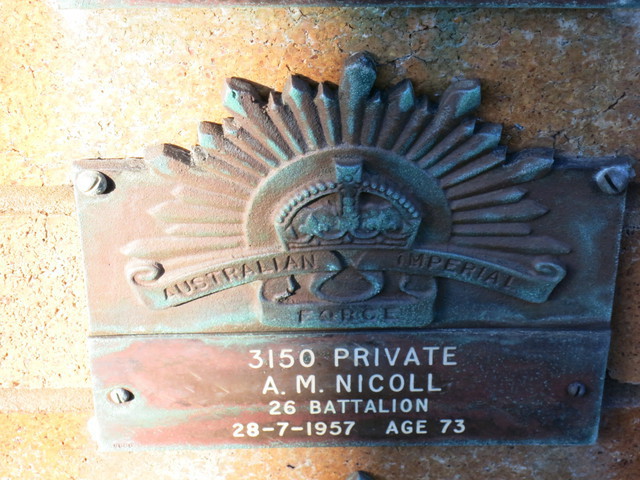 AUSTRALIAN IMPERIAL
FORCE
3150 PRIVATE
A. M. NICOLL
26 BATTALION
28-7-1957 AGE 73